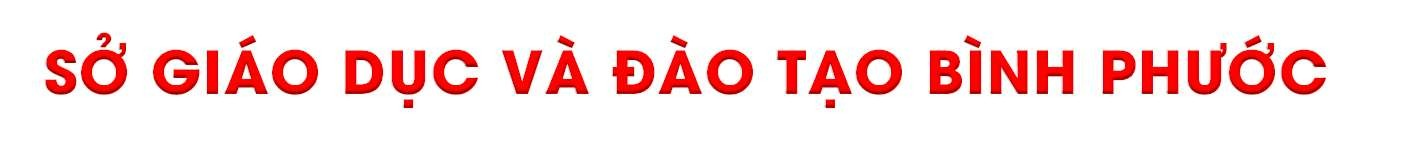 SỞ GIÁO DỤC VÀ ĐÀO TẠO BÌNH PHƯỚC